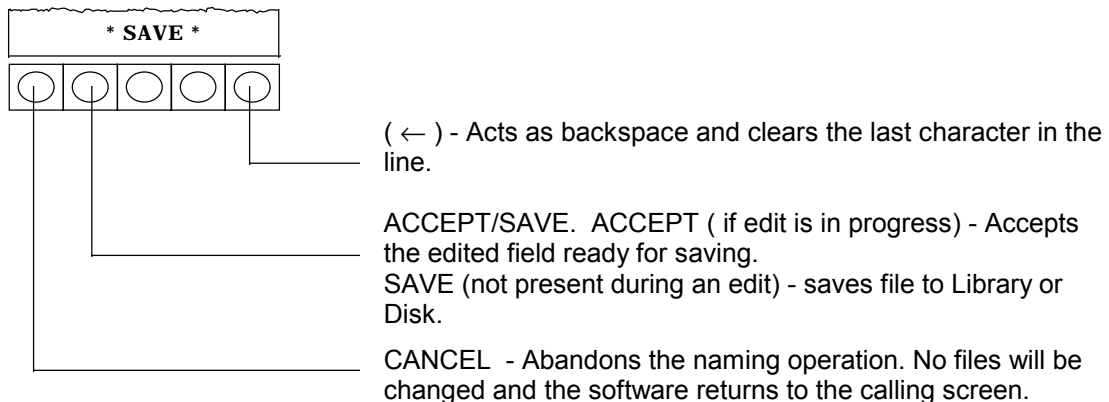 * SAVE *
( ← ) - Acts as backspace and clears the last character in the
line.
ACCEPT/SAVE. ACCEPT ( if edit is in progress) - Accepts
the edited field ready for saving.
SAVE (not present during an edit) - saves file to Library or
Disk.
CANCEL - Abandons the naming operation. No files will be
changed and the software returns to the calling screen.